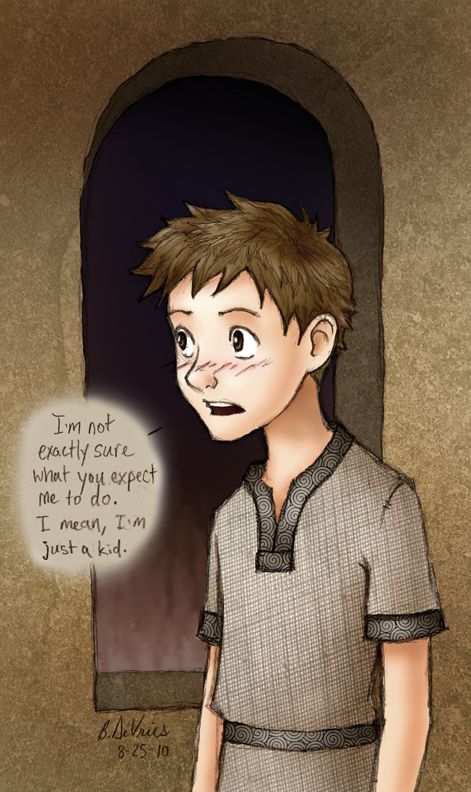 I'm not
exactly sure
what you expect
me to do.
I mean, I'm
just a kid.
B. DeVries
8-25-10